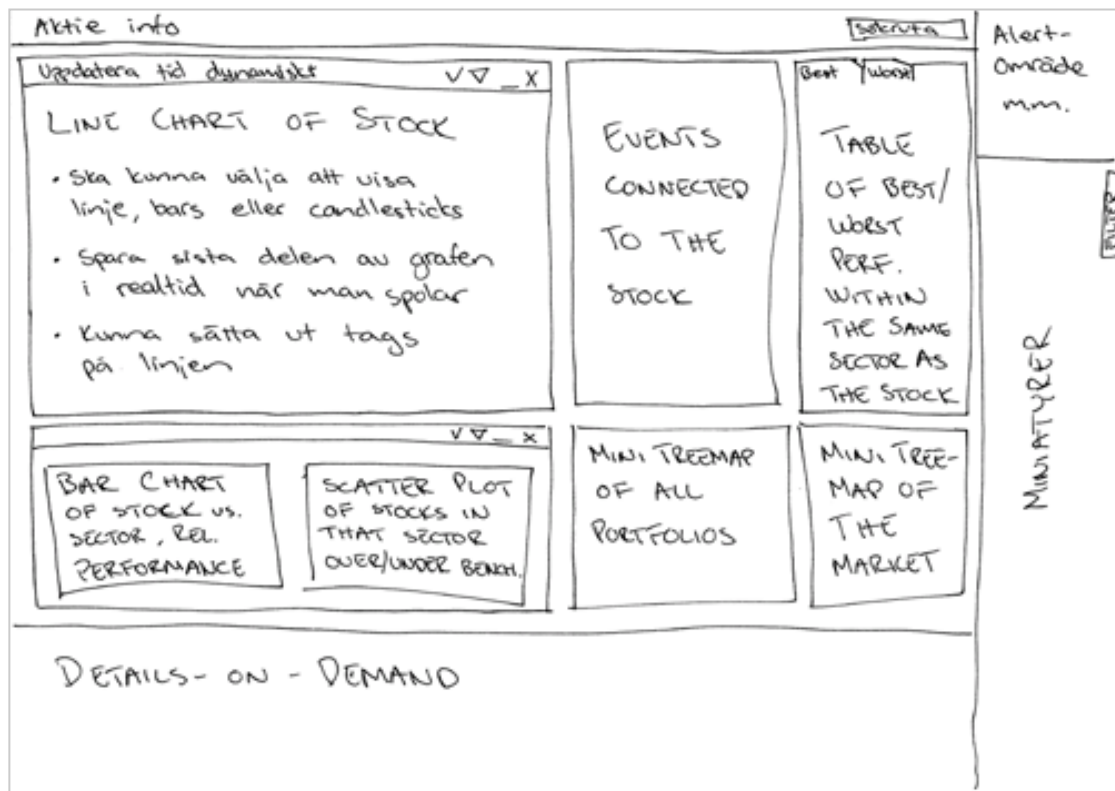 Aktie info
sökruta
Alert-
område
m.m.
Uppdatera tid dynamiskt
LINE CHART OF STOCK
• Ska kunna välja att visa
linje, bars eller candlesticks
• Spara sista delen av grafen
i realtid när man spolar
• Kunna sätta ut tags
på linjen
EVENTS
CONNECTED
TO THE
STOCK
Best Worst
TABLE
OF BEST/
WORST
PERF.
WITHIN
THE SAME
SECTOR AS
THE STOCK
FILTER
MINIATYRER
BAR CHART
OF STOCK VS.
SECTOR, REL.
PERFORMANCE
SCATTER PLOT
OF STOCKS IN
THAT SECTOR
OVER/UNDER BENCH.
MINI TREEMAP
OF ALL
PORTFOLIOS
MINI TREE-
MAP OF
THE
MARKET
DETAILS-ON-DEMAND